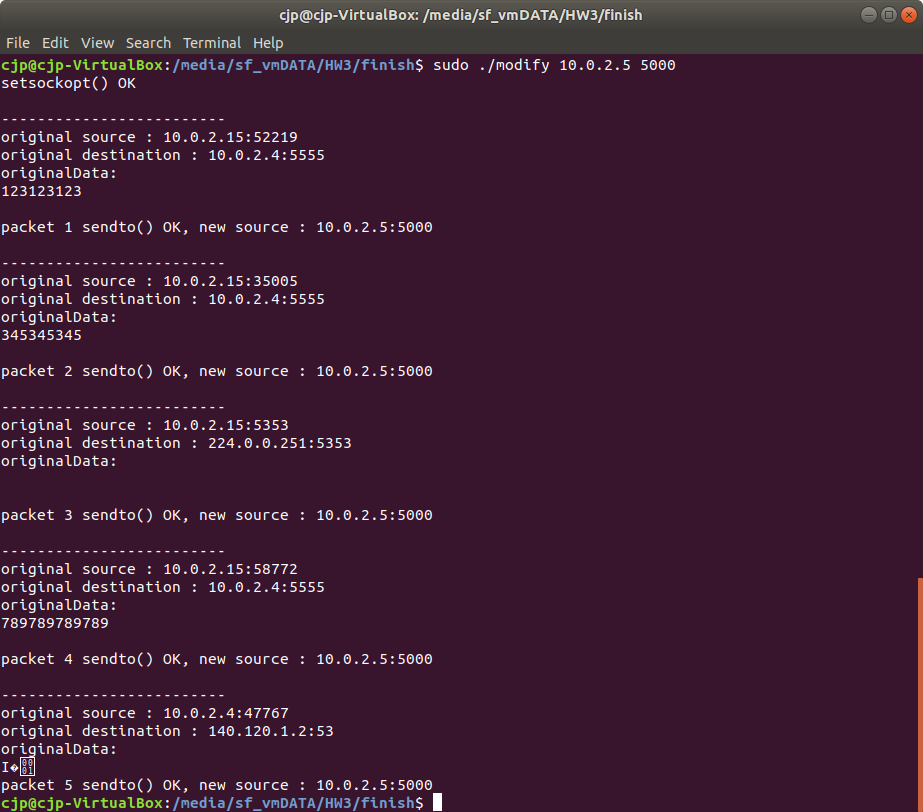 cjp@cjp-VirtualBox: /media/sf_vmDATA/HW3/finish
File Edit View Search Terminal Help
cjp@cjp-VirtualBox:/media/sf_vmDATA/HW3/finish$ sudo ./modify 10.0.2.5 5000
setsockopt() OK
-------------------------
original source : 10.0.2.15:52219
original destination : 10.0.2.4:5555
originalData:
123123123
packet 1 sendto() OK, new source : 10.0.2.5:5000
-------------------------
original source : 10.0.2.15:35005
original destination : 10.0.2.4:5555
originalData:
345345345
packet 2 sendto() OK, new source : 10.0.2.5:5000
-------------------------
original source : 10.0.2.15:5353
original destination : 224.0.0.251:5353
originalData:
packet 3 sendto() OK, new source : 10.0.2.5:5000
-------------------------
original source : 10.0.2.15:58772
original destination : 10.0.2.4:5555
originalData:
789789789789
packet 4 sendto() OK, new source : 10.0.2.5:5000
-------------------------
original source : 10.0.2.4:47767
original destination : 140.120.1.2:53
originalData:
I�
packet 5 sendto() OK, new source : 10.0.2.5:5000
cjp@cjp-VirtualBox:/media/sf_vmDATA/HW3/finish$